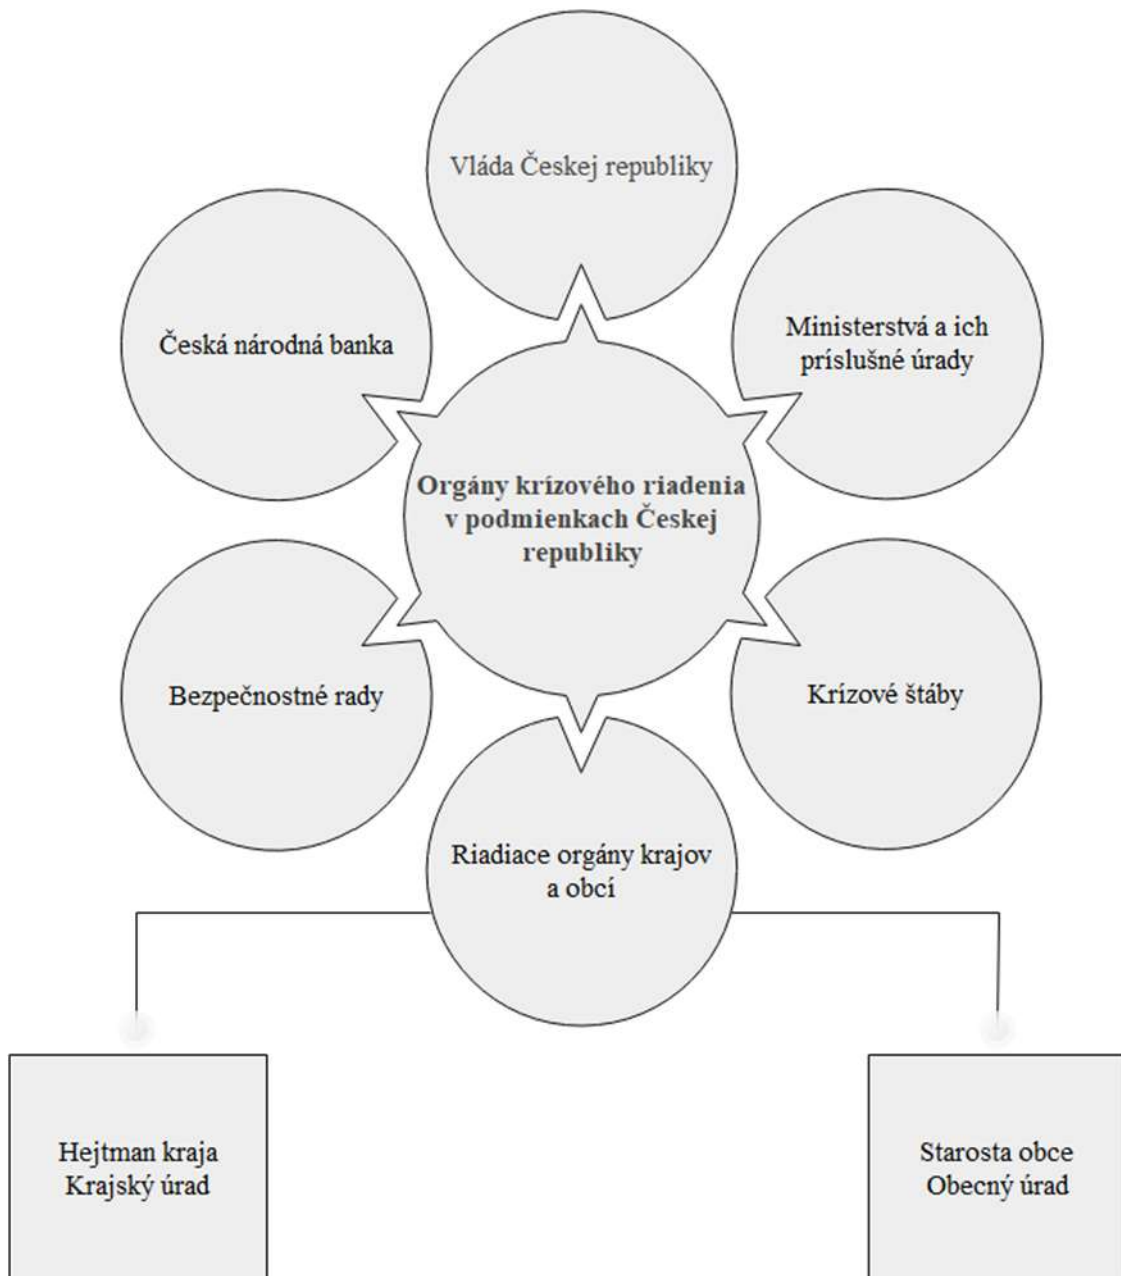 Vláda Českej republiky
Česká národná banka
Ministerstvá a ich
príslušné úrady
Orgány krízového riadenia
v podmienkach Českej
republiky
Bezpečnostné rady
Krízové štáby
Riadiace orgány krajov
a obcí
Hejtman kraja
Krajský úrad
Starosta obce
Obecný úrad